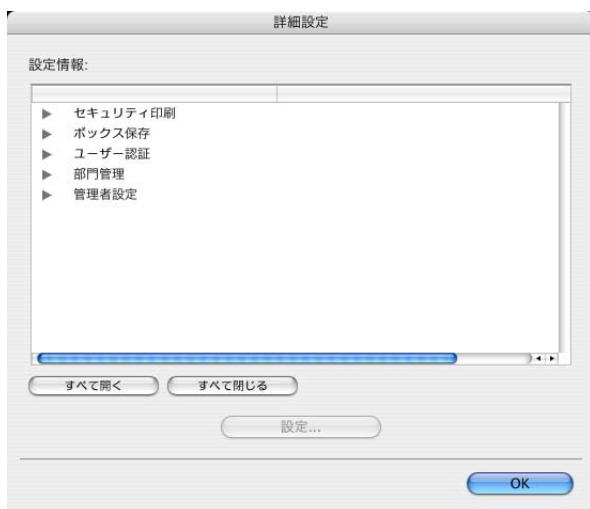 詳細設定
設定情報:
セキュリティ印刷
ボックス保存
ユーザー認証
部門管理
管理者設定
すべて開く
すべて閉じる
設定...
OK